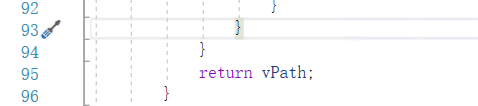 92 }
93 }
94 }
95 return vPath;
96 }